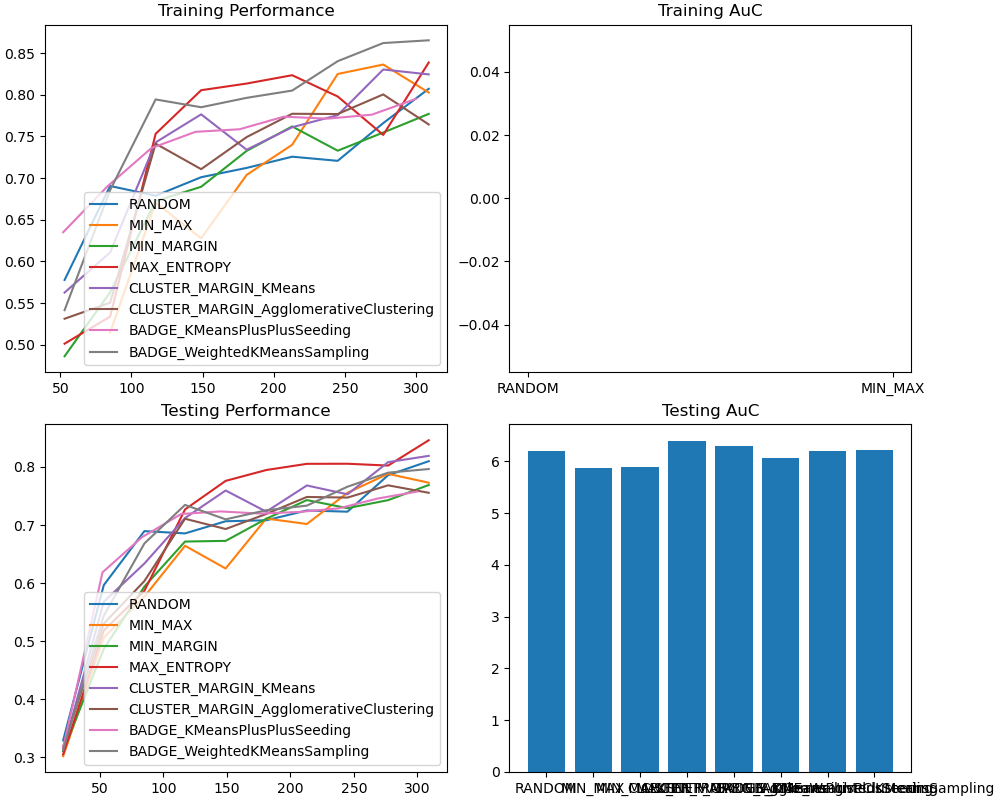 Training Performance
0.85
0.80
0.75
0.70
0.65
0.60
0.55
0.50
RANDOM
MIN_MAX
MIN_MARGIN
MAX_ENTROPY
CLUSTER_MARGIN_KMeans
CLUSTER_MARGIN_AgglomerativeClustering
BADGE_KMeansPlusPlusSeeding
BADGE_WeightedKMeansSampling
50 100 150 200 250 300
Training AuC
0.04
0.02
0.00
−0.02
−0.04
RANDOM MIN_MAX
Testing Performance
0.8
0.7
0.6
0.5
0.4
0.3
RANDOM
MIN_MAX
MIN_MARGIN
MAX_ENTROPY
CLUSTER_MARGIN_KMeans
CLUSTER_MARGIN_AgglomerativeClustering
BADGE_KMeansPlusPlusSeeding
BADGE_WeightedKMeansSampling
50 100 150 200 250 300
Testing AuC
6
5
4
3
2
1
0
RANDOM